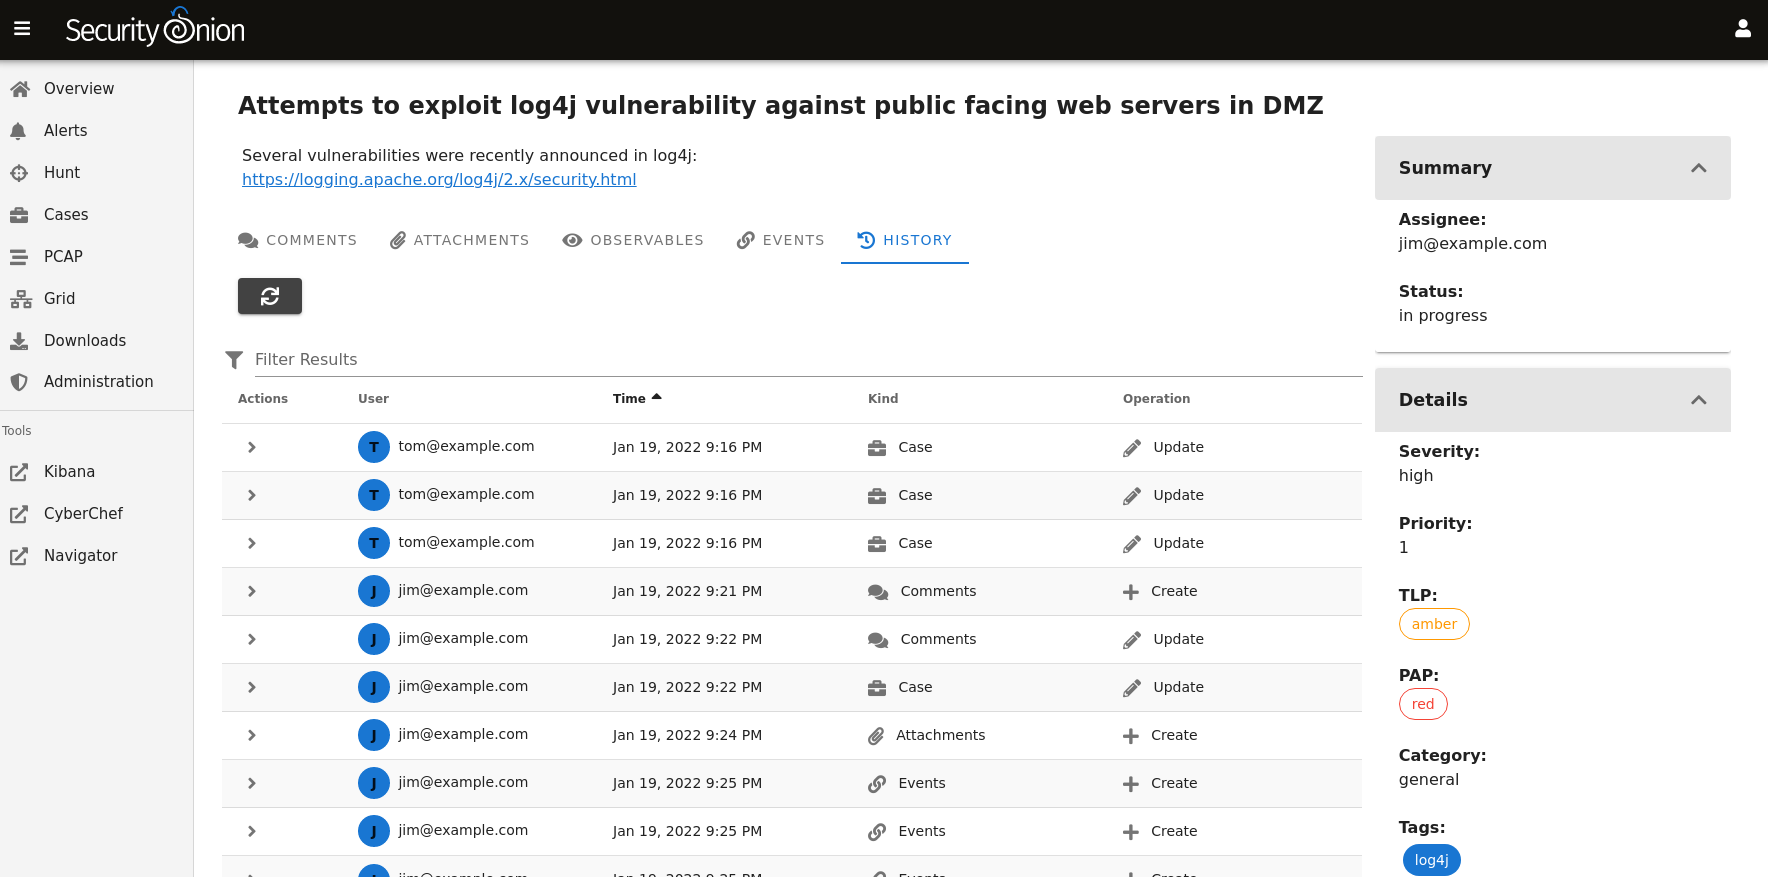 Security Onion
Overview
Alerts
Hunt
Cases
PCAP
Grid
Downloads
Administration
Tools
Kibana
CyberChef
Navigator
Attempts to exploit log4j vulnerability against public facing web servers in DMZ
Several vulnerabilities were recently announced in log4j:
https://logging.apache.org/log4j/2.x/security.html
COMMENTS ATTACHMENTS OBSERVABLES EVENTS HISTORY
Filter Results
Actions User Time Kind Operation
T tom@example.com Jan 19, 2022 9:16 PM Case Update
T tom@example.com Jan 19, 2022 9:16 PM Case Update
T tom@example.com Jan 19, 2022 9:16 PM Case Update
J jim@example.com Jan 19, 2022 9:21 PM Comments Create
J jim@example.com Jan 19, 2022 9:22 PM Comments Update
J jim@example.com Jan 19, 2022 9:22 PM Case Update
J jim@example.com Jan 19, 2022 9:24 PM Attachments Create
J jim@example.com Jan 19, 2022 9:25 PM Events Create
J jim@example.com Jan 19, 2022 9:25 PM Events Create
Summary
Assignee:
jim@example.com
Status:
in progress
Details
Severity:
high
Priority:
1
TLP:
amber
PAP:
red
Category:
general
Tags:
log4j